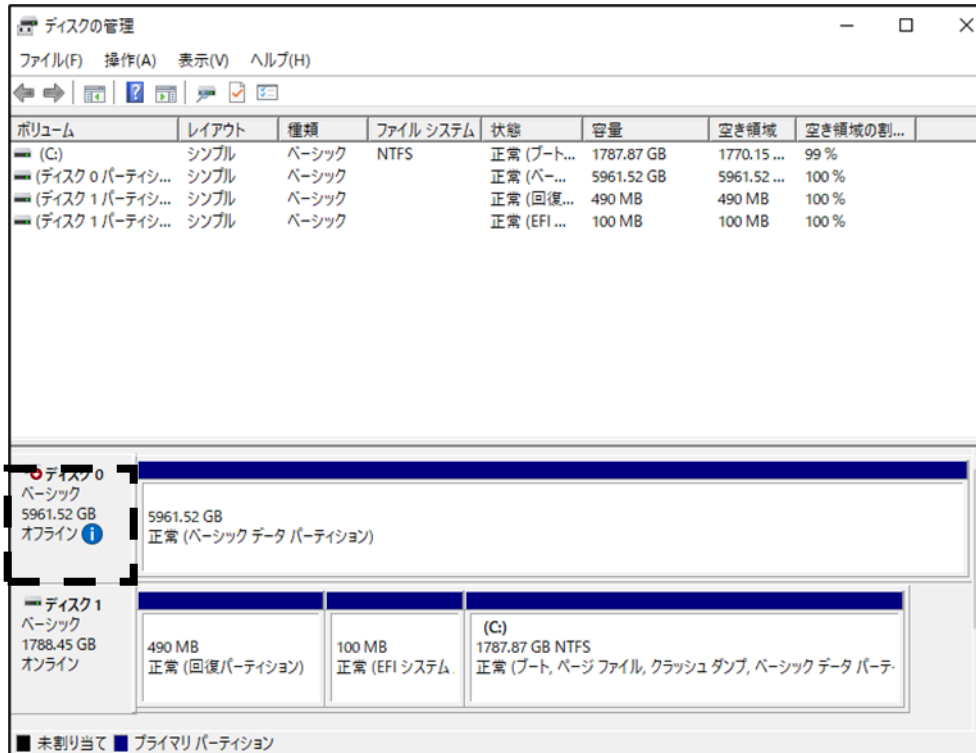 ディスクの管理
ファイル(F) 操作(A) 表示(V) ヘルプ(H)
ボリューム レイアウト 種類 ファイル システム 状態 容量 空き領域 空き領域の割...
(C:) シンプル ベーシック NTFS 正常 (ブート... 1787.87 GB 1770.15 ... 99 %
(ディスク 0 パーティシ... シンプル ベーシック 正常 (ベー... 5961.52 GB 5961.52 ... 100 %
(ディスク 1 パーティシ... シンプル ベーシック 正常 (回復... 490 MB 490 MB 100 %
(ディスク 1 パーティシ... シンプル ベーシック 正常 (EFI ... 100 MB 100 MB 100 %
ディスク 0
ベーシック
5961.52 GB
オフライン
5961.52 GB
正常 (ベーシック データ パーティション)
ディスク 1
ベーシック
1788.45 GB
オンライン
490 MB
正常 (回復パーティション)
100 MB
正常 (EFI システム
(C:)
1787.87 GB NTFS
正常 (ブート, ページ ファイル, クラッシュ ダンプ, ベーシック データ パーテ
未割り当て プライマリ パーティション